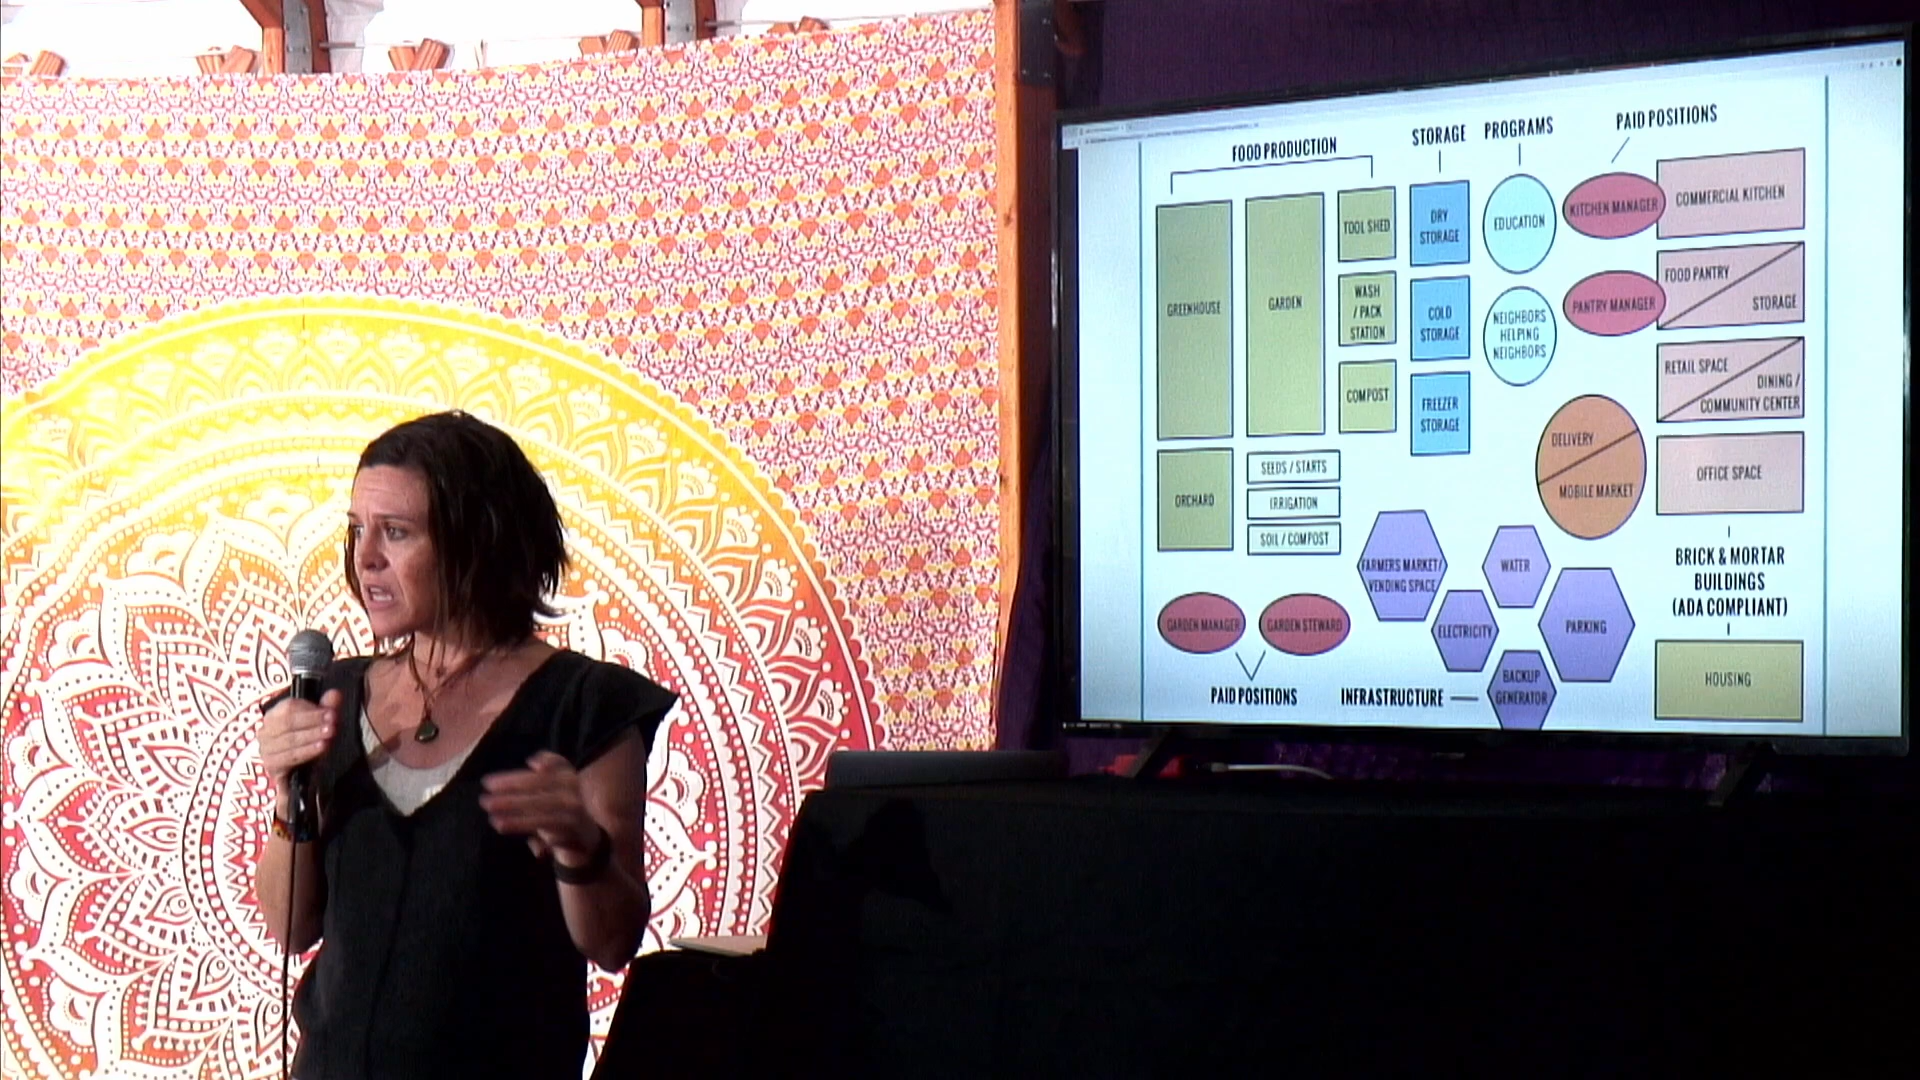 FOOD PRODUCTION
STORAGE
PROGRAMS
PAID POSITIONS
GREENHOUSE
GARDEN
TOOL SHED
WASH
/ PACK
STATION
COMPOST
DRY
STORAGE
COLD
STORAGE
FREEZER
STORAGE
EDUCATION
NEIGHBORS
HELPING
NEIGHBORS
KITCHEN MANAGER
COMMERCIAL KITCHEN
PANTRY MANAGER
FOOD PANTRY
STORAGE
RETAIL SPACE
DINING /
COMMUNITY CENTER
DELIVERY
MOBILE MARKET
OFFICE SPACE
ORCHARD
SEEDS / STARTS
IRRIGATION
SOIL / COMPOST
FARMERS MARKET/
VENDING SPACE
WATER
ELECTRICITY
PARKING
BACKUP
GENERATOR
BRICK & MORTAR
BUILDINGS
(ADA COMPLIANT)
GARDEN MANAGER
GARDEN STEWARD
PAID POSITIONS
INFRASTRUCTURE
HOUSING